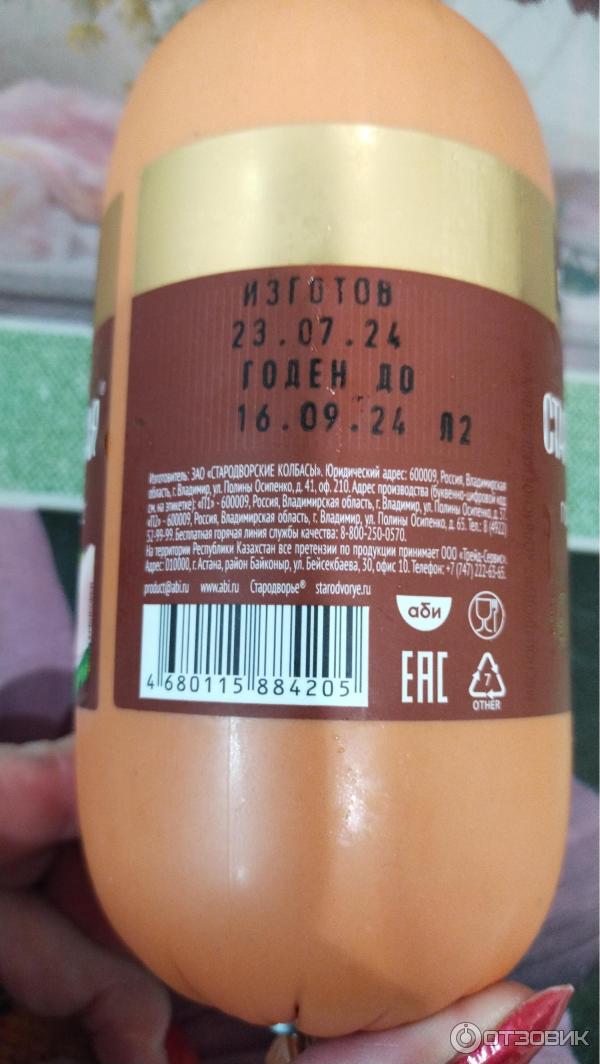 ИЗГОТОВ
23.07.24
ГОДЕН ДО
16.09.24 Л2
Изготовитель: ЗАО «СТАРОДВОРСКИЕ КОЛБАСЫ». Юридический адрес: 600009, Россия, Владимирская
область, г. Владимир, ул. Полины Осипенко, д. 41, оф. 210. Адрес производства (буквенно-цифровой код
см. на этикетке): «П1» - 600009, Россия, Владимирская область, г. Владимир, ул. Полины Осипенко, д. 37,
«П2» - 600009, Россия, Владимирская область, г. Владимир, ул. Полины Осипенко, д. 65. Тел.: 8 (4922)
52-99-99. Бесплатная горячая линия службы качества: 8-800-250-0570.
На территории Республики Казахстан все претензии по продукции принимает ООО «Трейд-Сервис».
Адрес: 010000, г. Астана, район Байконыр, ул. Бейсекбаева, 30, офис 10. Телефон: +7 (747) 222-63-65.
product@abi.ru www.abi.ru Стародворье® starodvorye.ru
аби
4 680115 884205
EAC
7
OTHER
ОТЗОВИК